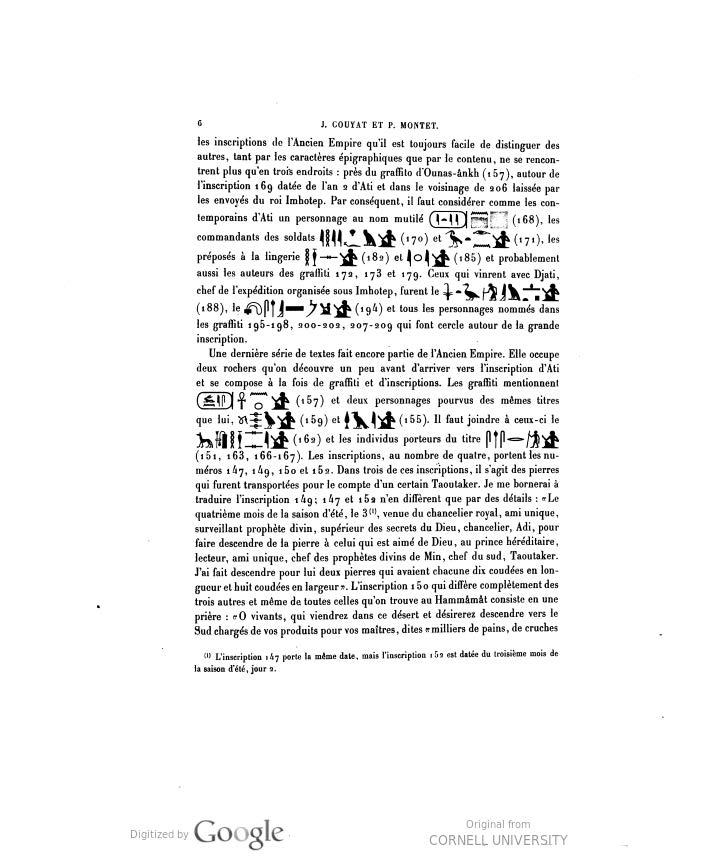 6
J. COUYAT ET P. MONTET.
les inscriptions de l'Ancien Empire qu'il est toujours facile de distinguer des
autres, tant par les caractères épigraphiques que par le contenu, ne se rencon-
trent plus qu'en trois endroits : près du graffito d'Ounas-ânkh (157), autour de
l'inscription 169 datée de l'an 2 d'Ati et dans le voisinage de 206 laissée par
les envoyés du roi Imhotep. Par conséquent, il faut considérer comme les con-
temporains d'Ati un personnage au nom mutilé (168), les
commandants des soldats (170) et (171), les
préposés à la lingerie (182) et (185) et probablement
aussi les auteurs des graffiti 172, 173 et 179. Ceux qui vinrent avec Djati,
chef de l'expédition organisée sous Imhotep, furent le
(188), le (194) et tous les personnages nommés dans
les graffiti 195-198, 200-202, 207-209 qui font cercle autour de la grande
inscription.
Une dernière série de textes fait encore partie de l'Ancien Empire. Elle occupe
deux rochers qu'on découvre un peu avant d'arriver vers l'inscription d'Ati
et se compose à la fois de graffiti et d'inscriptions. Les graffiti mentionnent
(157) et deux personnages pourvus des mêmes titres
que lui, (159) et (155). Il faut joindre à ceux-ci le
(162) et les individus porteurs du titre
(151, 163, 166-167). Les inscriptions, au nombre de quatre, portent les nu-
méros 147, 149, 150 et 152. Dans trois de ces inscriptions, il s'agit des pierres
qui furent transportées pour le compte d'un certain Taoutaker. Je me bornerai à
traduire l'inscription 149; 147 et 152 n'en diffèrent que par des détails : «Le
quatrième mois de la saison d'été, le 3(1), venue du chancelier royal, ami unique,
surveillant prophète divin, supérieur des secrets du Dieu, chancelier, Adi, pour
faire descendre de la pierre à celui qui est aimé de Dieu, au prince héréditaire,
lecteur, ami unique, chef des prophètes divins de Min, chef du sud, Taoutaker.
J'ai fait descendre pour lui deux pierres qui avaient chacune dix coudées en lon-
gueur et huit coudées en largeur». L'inscription 150 qui diffère complètement des
trois autres et même de toutes celles qu'on trouve au Hammâmât consiste en une
prière : «O vivants, qui viendrez dans ce désert et désirerez descendre vers le
Sud chargés de vos produits pour vos maîtres, dites «milliers de pains, de cruches
(1) L'inscription 147 porte la même date, mais l'inscription 152 est datée du troisième mois de
la saison d'été, jour 2.
Digitized by Google
Original from
CORNELL UNIVERSITY